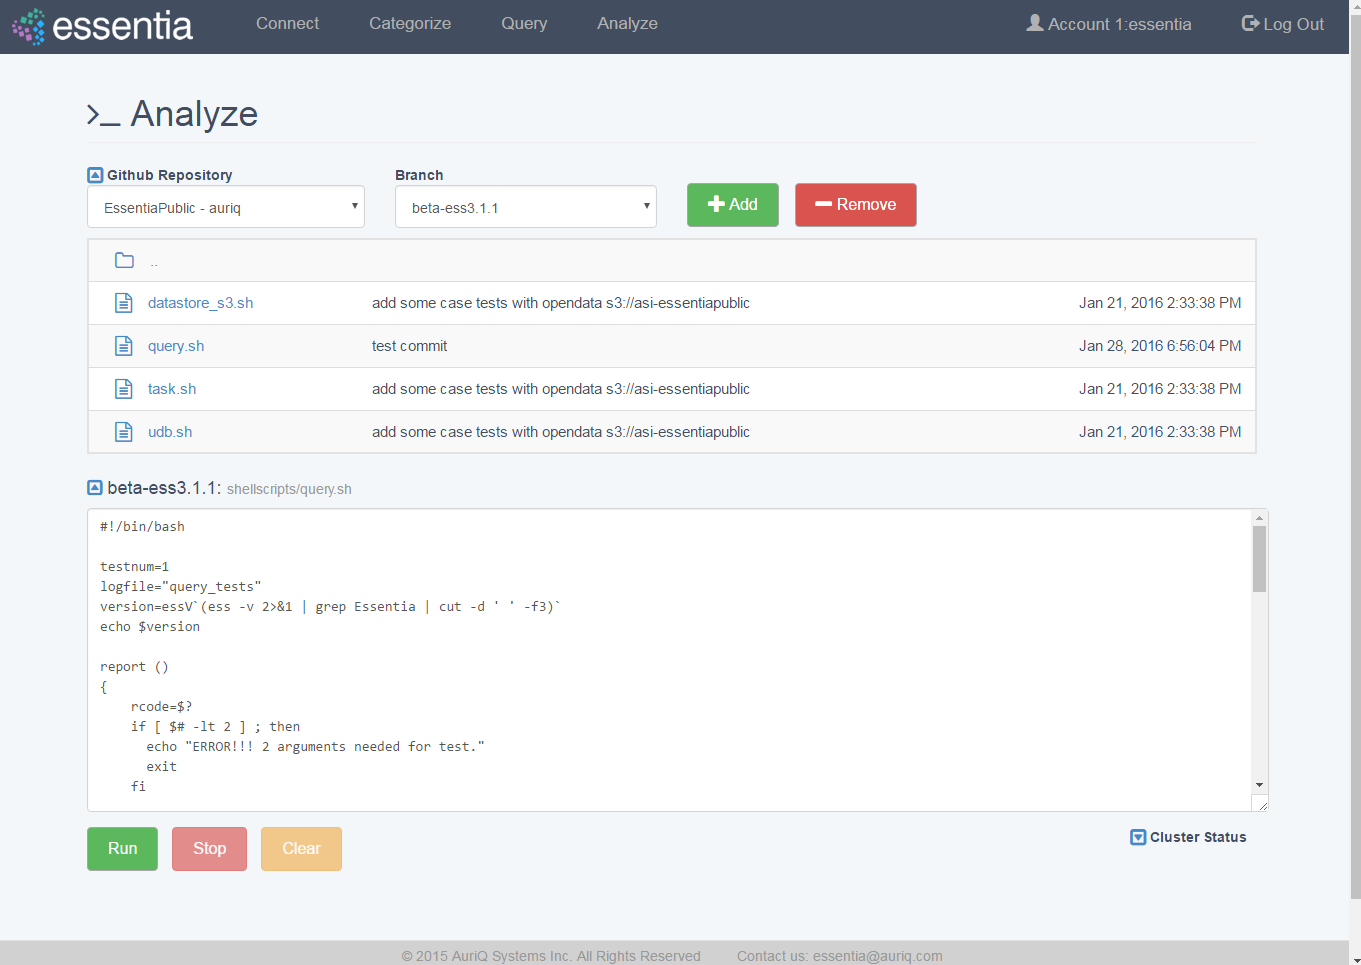 essentia Connect Categorize Query Analyze Account 1:essentia Log Out
>_ Analyze
Github Repository Branch
EssentiaPublic - auriq beta-ess3.1.1 Add Remove
..
datastore_s3.sh add some case tests with opendata s3://asi-essentiapublic Jan 21, 2016 2:33:38 PM
query.sh test commit Jan 28, 2016 6:56:04 PM
task.sh add some case tests with opendata s3://asi-essentiapublic Jan 21, 2016 2:33:38 PM
udb.sh add some case tests with opendata s3://asi-essentiapublic Jan 21, 2016 2:33:38 PM
beta-ess3.1.1: shellscripts/query.sh
#!/bin/bash
testnum=1
logfile="query_tests"
version=essV`(ess -v 2>&1 | grep Essentia | cut -d ' ' -f3)`
echo $version
report ()
{
rcode=$?
if [ $# -lt 2 ] ; then
echo "ERROR!!! 2 arguments needed for test."
exit
fi
Run Stop Clear Cluster Status
© 2015 AuriQ Systems Inc. All Rights Reserved Contact us: essentia@auriq.com